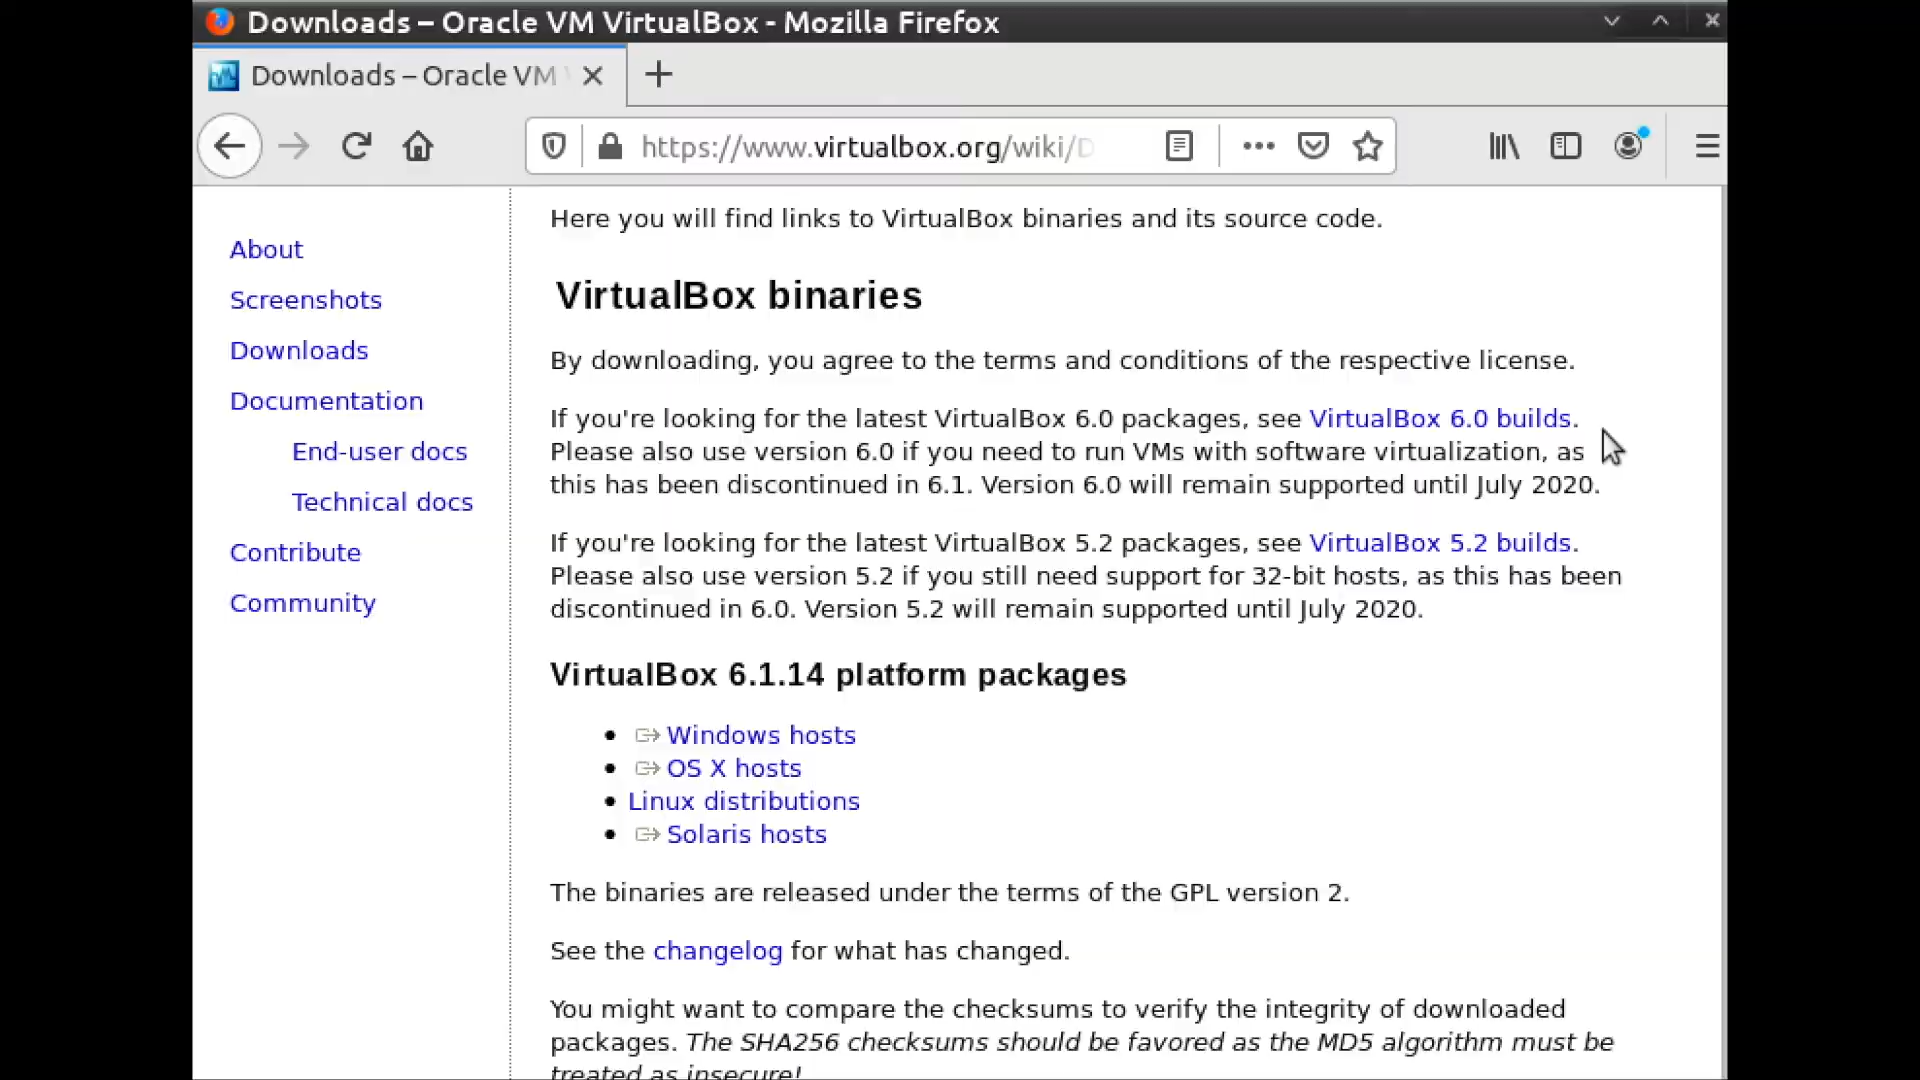 Downloads – Oracle VM VirtualBox - Mozilla Firefox
Downloads – Oracle VM
https://www.virtualbox.org/wiki/D
About
Screenshots
Downloads
Documentation
End-user docs
Technical docs
Contribute
Community
Here you will find links to VirtualBox binaries and its source code.
VirtualBox binaries
By downloading, you agree to the terms and conditions of the respective license.
If you're looking for the latest VirtualBox 6.0 packages, see VirtualBox 6.0 builds.
Please also use version 6.0 if you need to run VMs with software virtualization, as
this has been discontinued in 6.1. Version 6.0 will remain supported until July 2020.
If you're looking for the latest VirtualBox 5.2 packages, see VirtualBox 5.2 builds.
Please also use version 5.2 if you still need support for 32-bit hosts, as this has been
discontinued in 6.0. Version 5.2 will remain supported until July 2020.
VirtualBox 6.1.14 platform packages
Windows hosts
OS X hosts
Linux distributions
Solaris hosts
The binaries are released under the terms of the GPL version 2.
See the changelog for what has changed.
You might want to compare the checksums to verify the integrity of downloaded
packages. The SHA256 checksums should be favored as the MD5 algorithm must be
treated as insecure!